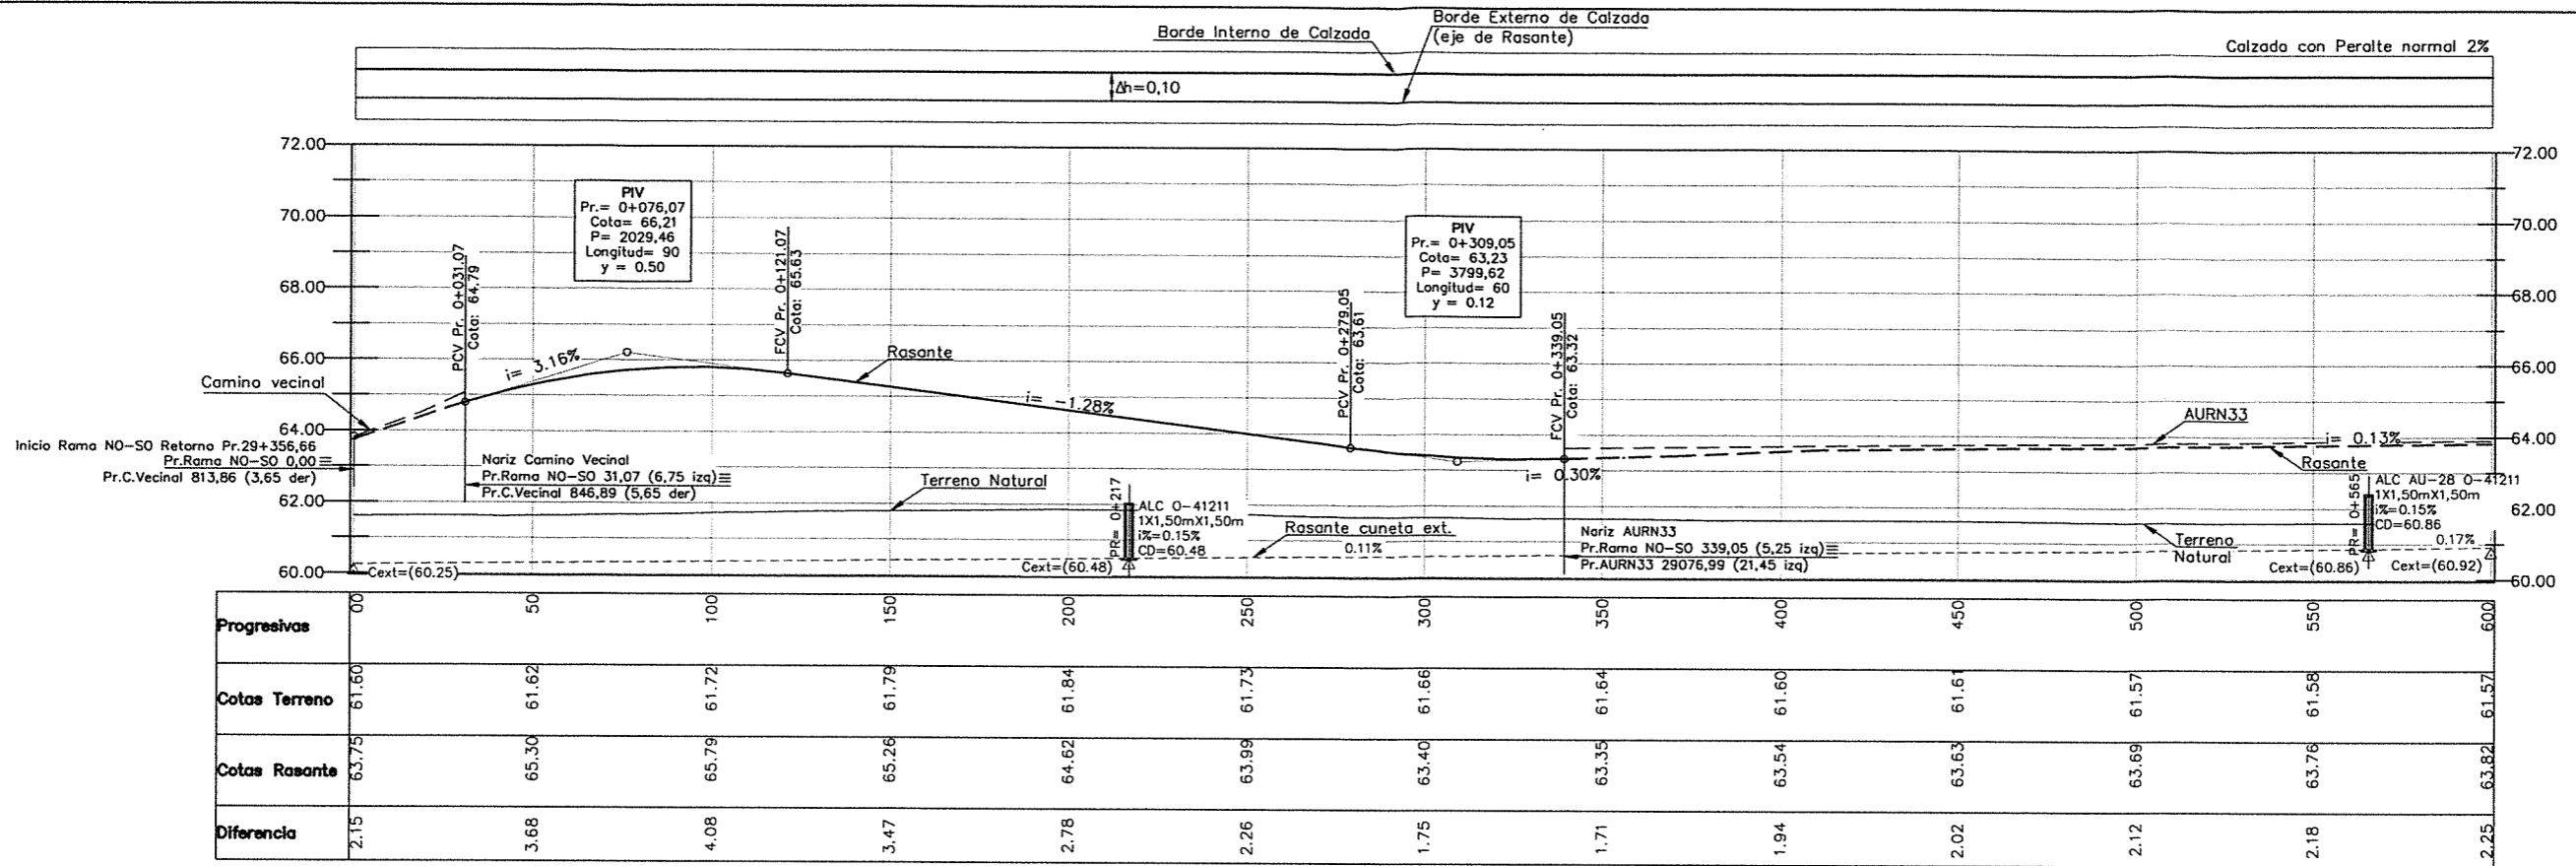 Borde Externo de Calzada
(eje de Rasante)
Borde Interno de Calzada
Calzada con Peralte normal 2%
Δh=0,10
72.00
70.00
68.00
66.00
64.00
62.00
60.00
72.00
70.00
68.00
66.00
64.00
62.00
60.00
PIV
Pr.= 0+076,07
Cota= 66,21
P= 2029,46
Longitud= 90
y = 0.50
PIV
Pr.= 0+309,05
Cota= 63,23
P= 3799,62
Longitud= 60
y = 0.12
PCV Pr. 0+031.07
Cota: 64.79
FCV Pr. 0+121.07
Cota: 65.63
PCV Pr. 0+279.05
Cota: 63.61
FCV Pr. 0+339.05
Cota: 63.32
i= 3.16%
Rasante
i= -1.28%
i= 0.30%
AURN33
i= 0.13%
Rasante
Camino vecinal
Inicio Rama NO-SO Retorno Pr.29+356,66
Pr.Rama NO-SO 0,00 ≡
Pr.C.Vecinal 813,86 (3,65 der)
Nariz Camino Vecinal
Pr.Rama NO-SO 31,07 (6,75 izq)≡
Pr.C.Vecinal 846,89 (5,65 der)
Terreno Natural
PR= 0+217
ALC O-41211
1X1,50mX1,50m
i%=0.15%
CD=60.48
Rasante cuneta ext.
0.11%
Nariz AURN33
Pr.Rama NO-SO 339,05 (5,25 izq)≡
Pr.AURN33 29076,99 (21,45 izq)
PR= 0+565
ALC AU-28 O-41211
1X1,50mX1,50m
i%=0.15%
CD=60.86
Terreno
Natural
0.17%
Cext=(60.25)
Cext=(60.48)
Cext=(60.86)
Cext=(60.92)
Progresivas 00 50 100 150 200 250 300 350 400 450 500 550 600
Cotas Terreno 61.60 61.62 61.72 61.79 61.84 61.73 61.66 61.64 61.60 61.61 61.57 61.58 61.57
Cotas Rasante 63.75 65.30 65.79 65.26 64.62 63.99 63.40 63.35 63.54 63.63 63.69 63.76 63.82
Diferencia 2.15 3.68 4.08 3.47 2.78 2.26 1.75 1.71 1.94 2.02 2.12 2.18 2.25